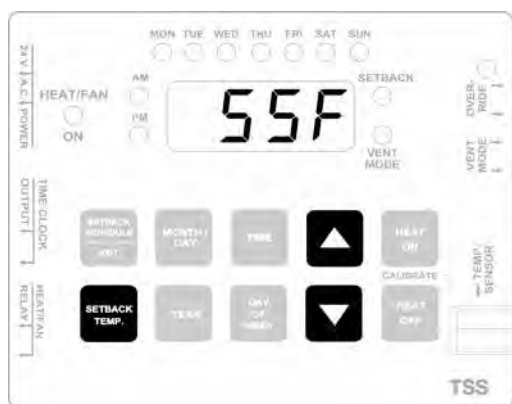 MON TUE WED THU FRI SAT SUN
24 V. A.C. POWER
HEAT/FAN
ON
AM
PM
55F
SETBACK
VENT
MODE
OVER-
RIDE
VENT
MODE
TIME CLOCK
OUTPUT
SETBACK
SCHEDULE
MONTH /
DAY
TIME
HEAT
ON
CALIBRATE
TEMP.
SENSOR
HEAT/FAN
RELAY
SETBACK
TEMP.
YEAR
DAY
OF
WEEK
HEAT
OFF
TSS